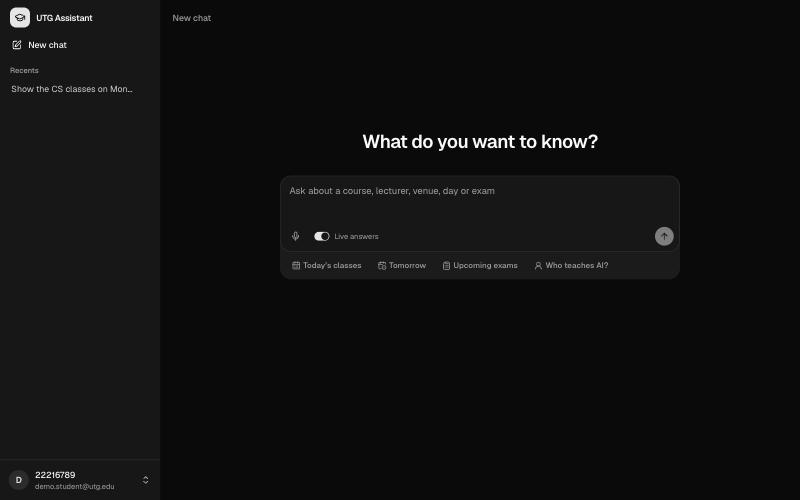 UTG Assistant
New chat
Recents
Show the CS classes on Mon...
22216789
demo.student@utg.edu
D
New chat
What do you want to know?
Ask about a course, lecturer, venue, day or exam
Live answers
Today's classes
Tomorrow
Upcoming exams
Who teaches AI?